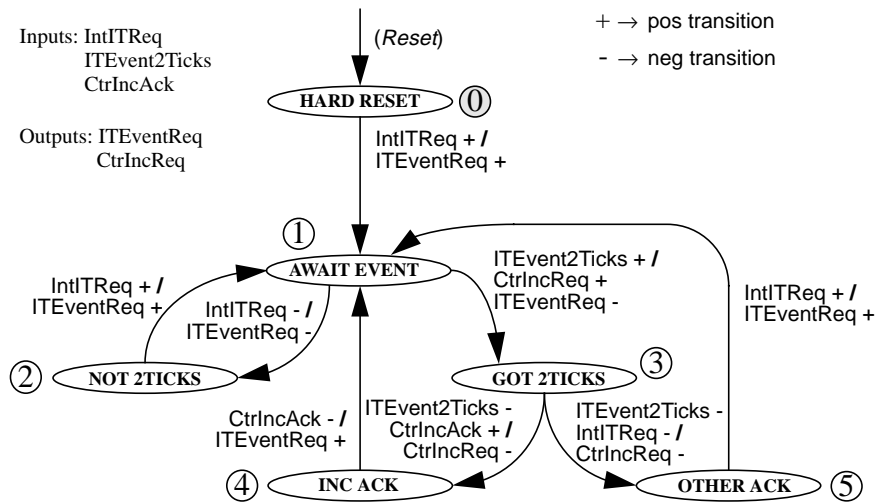 Inputs: IntITReq
ITEvent2Ticks
CtrIncAck
Outputs: ITEventReq
CtrIncReq
(Reset)
+ → pos transition
- → neg transition
HARD RESET
0
IntITReq + /
ITEventReq +
1
AWAIT EVENT
IntITReq + /
ITEventReq +
IntITReq - /
ITEventReq -
ITEvent2Ticks + /
CtrIncReq +
ITEventReq -
IntITReq + /
ITEventReq +
2
NOT 2TICKS
GOT 2TICKS
3
CtrIncAck - /
ITEventReq +
ITEvent2Ticks -
CtrIncAck + /
CtrIncReq -
ITEvent2Ticks -
IntITReq - /
CtrIncReq -
4
INC ACK
OTHER ACK
5